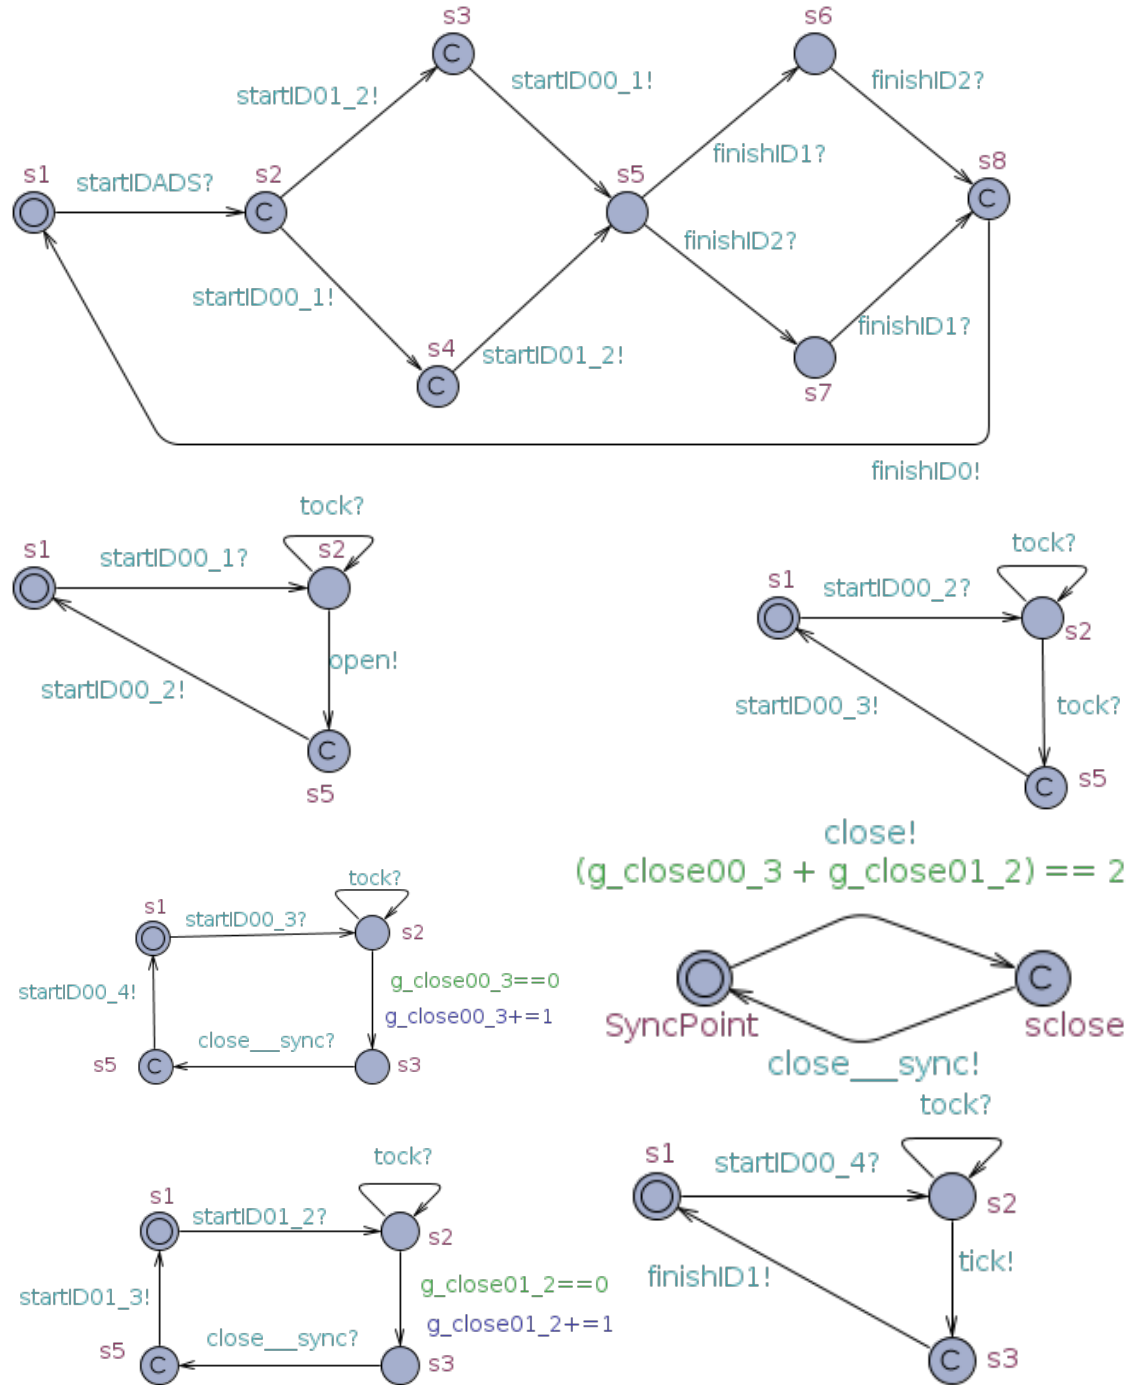 s3
s6
startID01_2!
startID00_1!
finishID2?
s1
startIDADS?
s2
C
C
finishID1?
s5
s8
C
finishID2?
startID00_1!
s4
C
startID01_2!
finishID1?
s7
finishID0!
tock?
s1
startID00_1?
s2
open!
startID00_2!
C
s5
tock?
s1
startID00_2?
s2
startID00_3!
tock?
C
s5
tock?
s1
startID00_3?
s2
g_close00_3==0
g_close00_3+=1
startID00_4!
close___sync?
s5
C
s3
close!
(g_close00_3 + g_close01_2) == 2
C
SyncPoint
sclose
close___sync!
tock?
s1
startID01_2?
s2
g_close01_2==0
g_close01_2+=1
startID01_3!
close___sync?
s5
C
s3
tock?
s1
startID00_4?
s2
tick!
finishID1!
C
s3